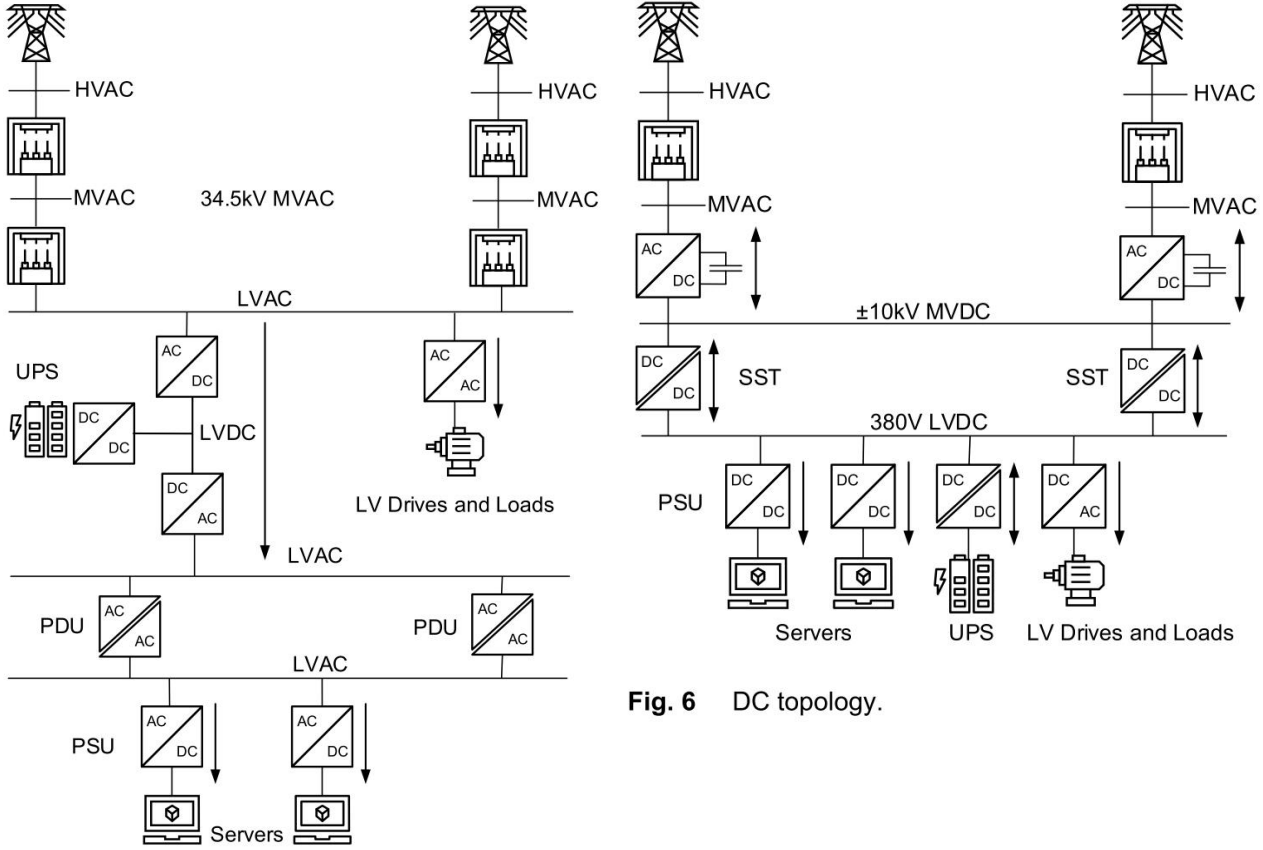 HVAC
HVAC
MVAC
34.5kV MVAC
MVAC
LVAC
AC
DC
AC
AC
UPS
DC
DC
LVDC
DC
AC
LV Drives and Loads
LVAC
PDU
AC
AC
PDU
AC
AC
LVAC
PSU
AC
DC
AC
DC
Servers
HVAC
HVAC
MVAC
MVAC
AC
DC
AC
DC
±10kV MVDC
DC
DC
SST
SST
DC
DC
380V LVDC
PSU
DC
DC
DC
DC
DC
DC
DC
AC
Servers
UPS
LV Drives and Loads
Fig. 6 DC topology.